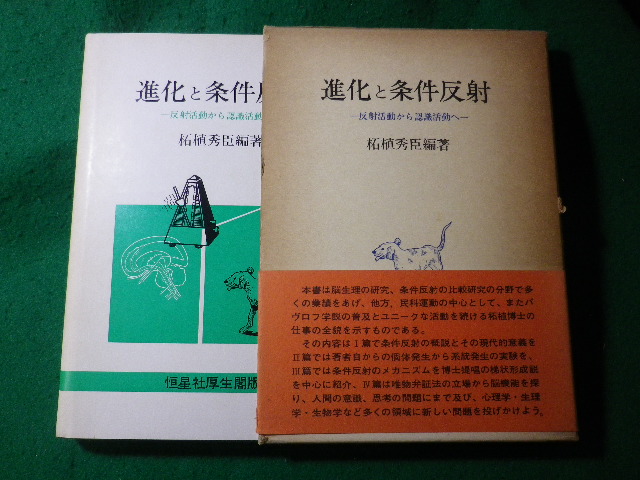 進化と条件反
―反射活動から認識活動
柘植秀臣編著
恒星社厚生閣版
進化と条件反射
―反射活動から認識活動へ―
柘植秀臣編著
本書は脳生理の研究、条件反射の比較研究の分野で多
くの業績をあげ、他方、民科運動の中心として、またパ
ヴロフ学説の普及とユニークな活動を続ける柘植博士の
仕事の全貌を示すものである。
その内容はⅠ篇で条件反射の概説とその現代的意義を
Ⅱ篇では著者自からの個体発生から系統発生の実験を、
Ⅲ篇では条件反射のメカニズムを博士提唱の梯状形成説
を中心に紹介、Ⅳ篇は唯物弁証法の立場から脳機能を探
り、人間の意識、思考の問題にまで及び、心理学・生理
学・生物学など多くの領域に新しい問題を投げかけよう。